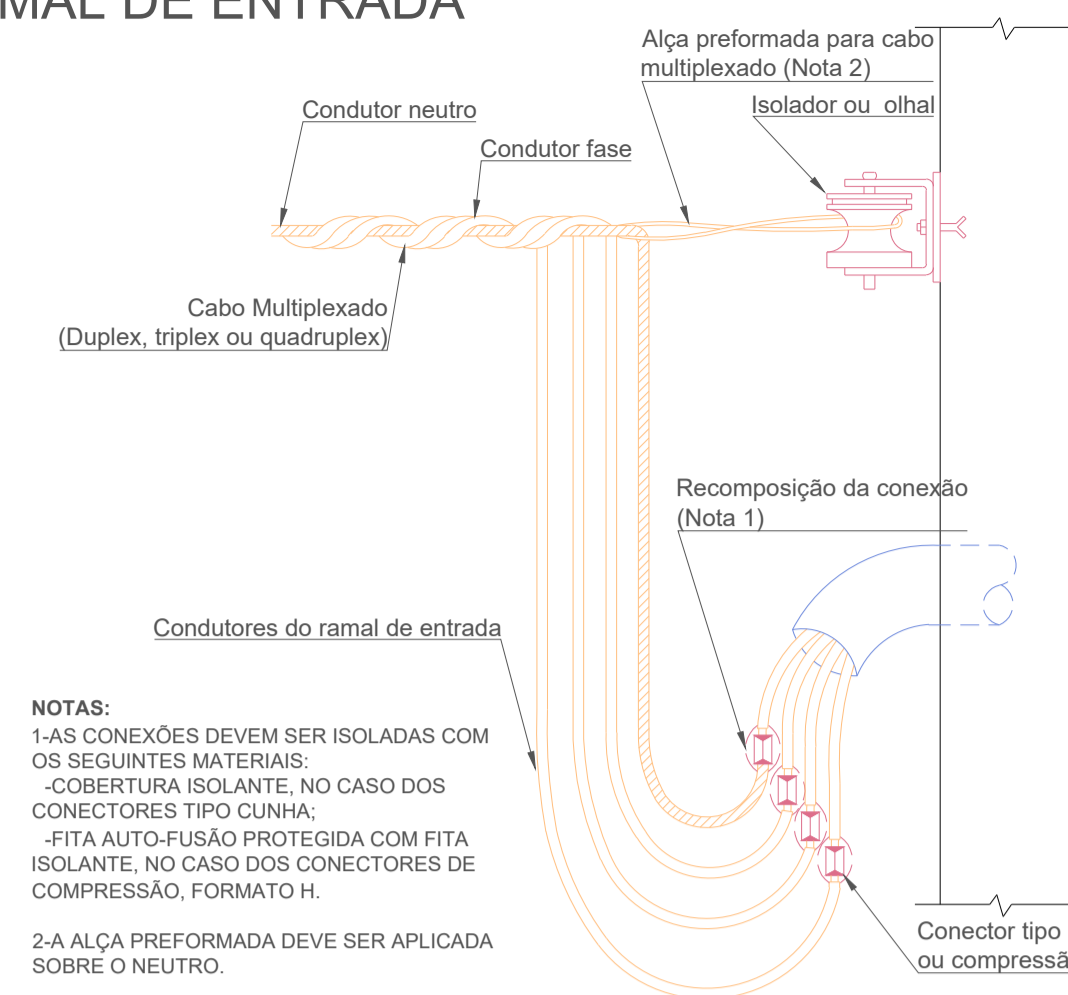 MAL DE ENTRADA
Alça preformada para cabo
multiplexado (Nota 2)
Isolador ou olhal
Condutor neutro
Condutor fase
Cabo Multiplexado
(Duplex, triplex ou quadruplex)
Recomposição da conexão
(Nota 1)
Condutores do ramal de entrada
NOTAS:
1-AS CONEXÕES DEVEM SER ISOLADAS COM
OS SEGUINTES MATERIAIS:
-COBERTURA ISOLANTE, NO CASO DOS
CONECTORES TIPO CUNHA;
-FITA AUTO-FUSÃO PROTEGIDA COM FITA
ISOLANTE, NO CASO DOS CONECTORES DE
COMPRESSÃO, FORMATO H.
2-A ALÇA PREFORMADA DEVE SER APLICADA
SOBRE O NEUTRO.
Conector tipo
ou compressã